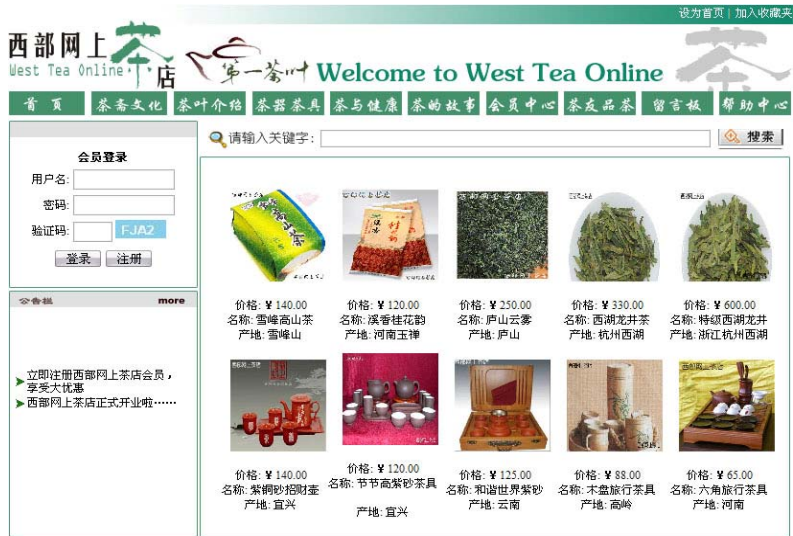 设为首页 | 加入收藏夹
西部网上茶店
West Tea Online
第一茶叶
Welcome to West Tea Online
茶
首 页 茶斋文化 茶叶介绍 茶器茶具 茶与健康 茶的故事 会员中心 茶友品茶 留言板 帮助中心
请输入关键字:
搜索
会员登录
用户名:
密码:
验证码: FJA2
登录 注册
公告栏 more
立即注册西部网上茶店会员，
享受大优惠
西部网上茶店正式开业啦……
价格: ¥ 140.00
名称: 雪峰高山茶
产地: 雪峰山
价格: ¥ 120.00
名称: 溪香桂花韵
产地: 河南玉禅
价格: ¥ 250.00
名称: 庐山云雾
产地: 庐山
价格: ¥ 330.00
名称: 西湖龙井茶
产地: 杭州西湖
价格: ¥ 600.00
名称: 特级西湖龙井
产地: 浙江杭州西湖
价格: ¥ 140.00
名称: 紫铜砂招财壶
产地: 宜兴
价格: ¥ 120.00
名称: 节节高紫砂茶具
产地: 宜兴
价格: ¥ 125.00
名称: 和谐世界紫砂
产地: 云南
价格: ¥ 88.00
名称: 木盘旅行茶具
产地: 高岭
价格: ¥ 65.00
名称: 六角旅行茶具
产地: 河南